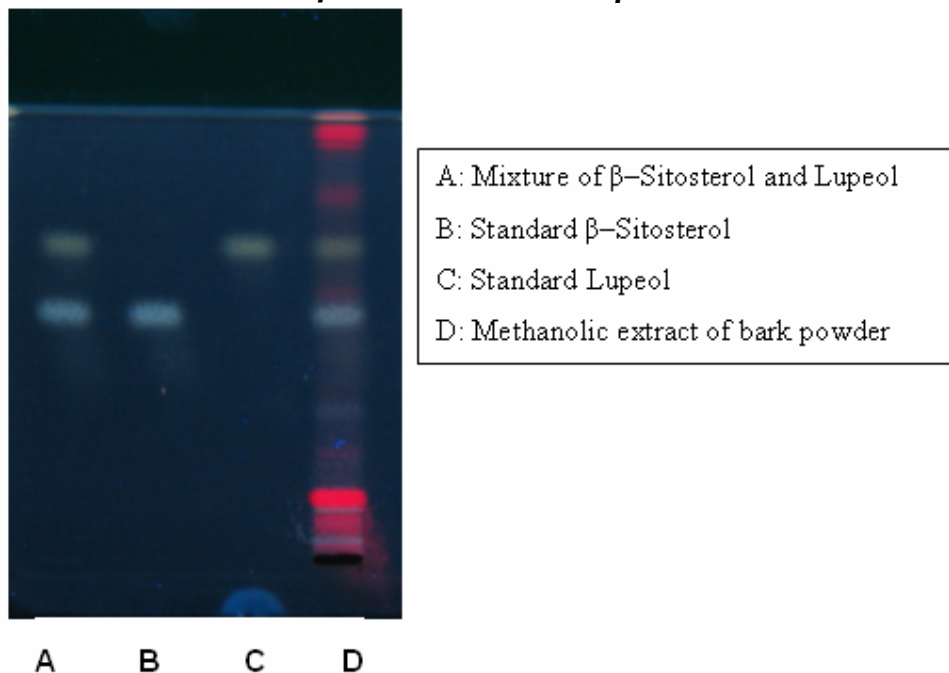 A: Mixture of β–Sitosterol and Lupeol
B: Standard β–Sitosterol
C: Standard Lupeol
D: Methanolic extract of bark powder
A B C D